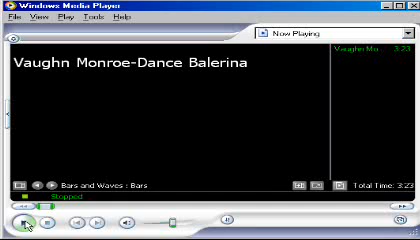 Windows Media Player
File View Play Tools Help
Now Playing
Vaughn Monroe-Dance Balerina
Vaughn Mo... 3:23
Bars and Waves : Bars
Total Time: 3:23
Stopped